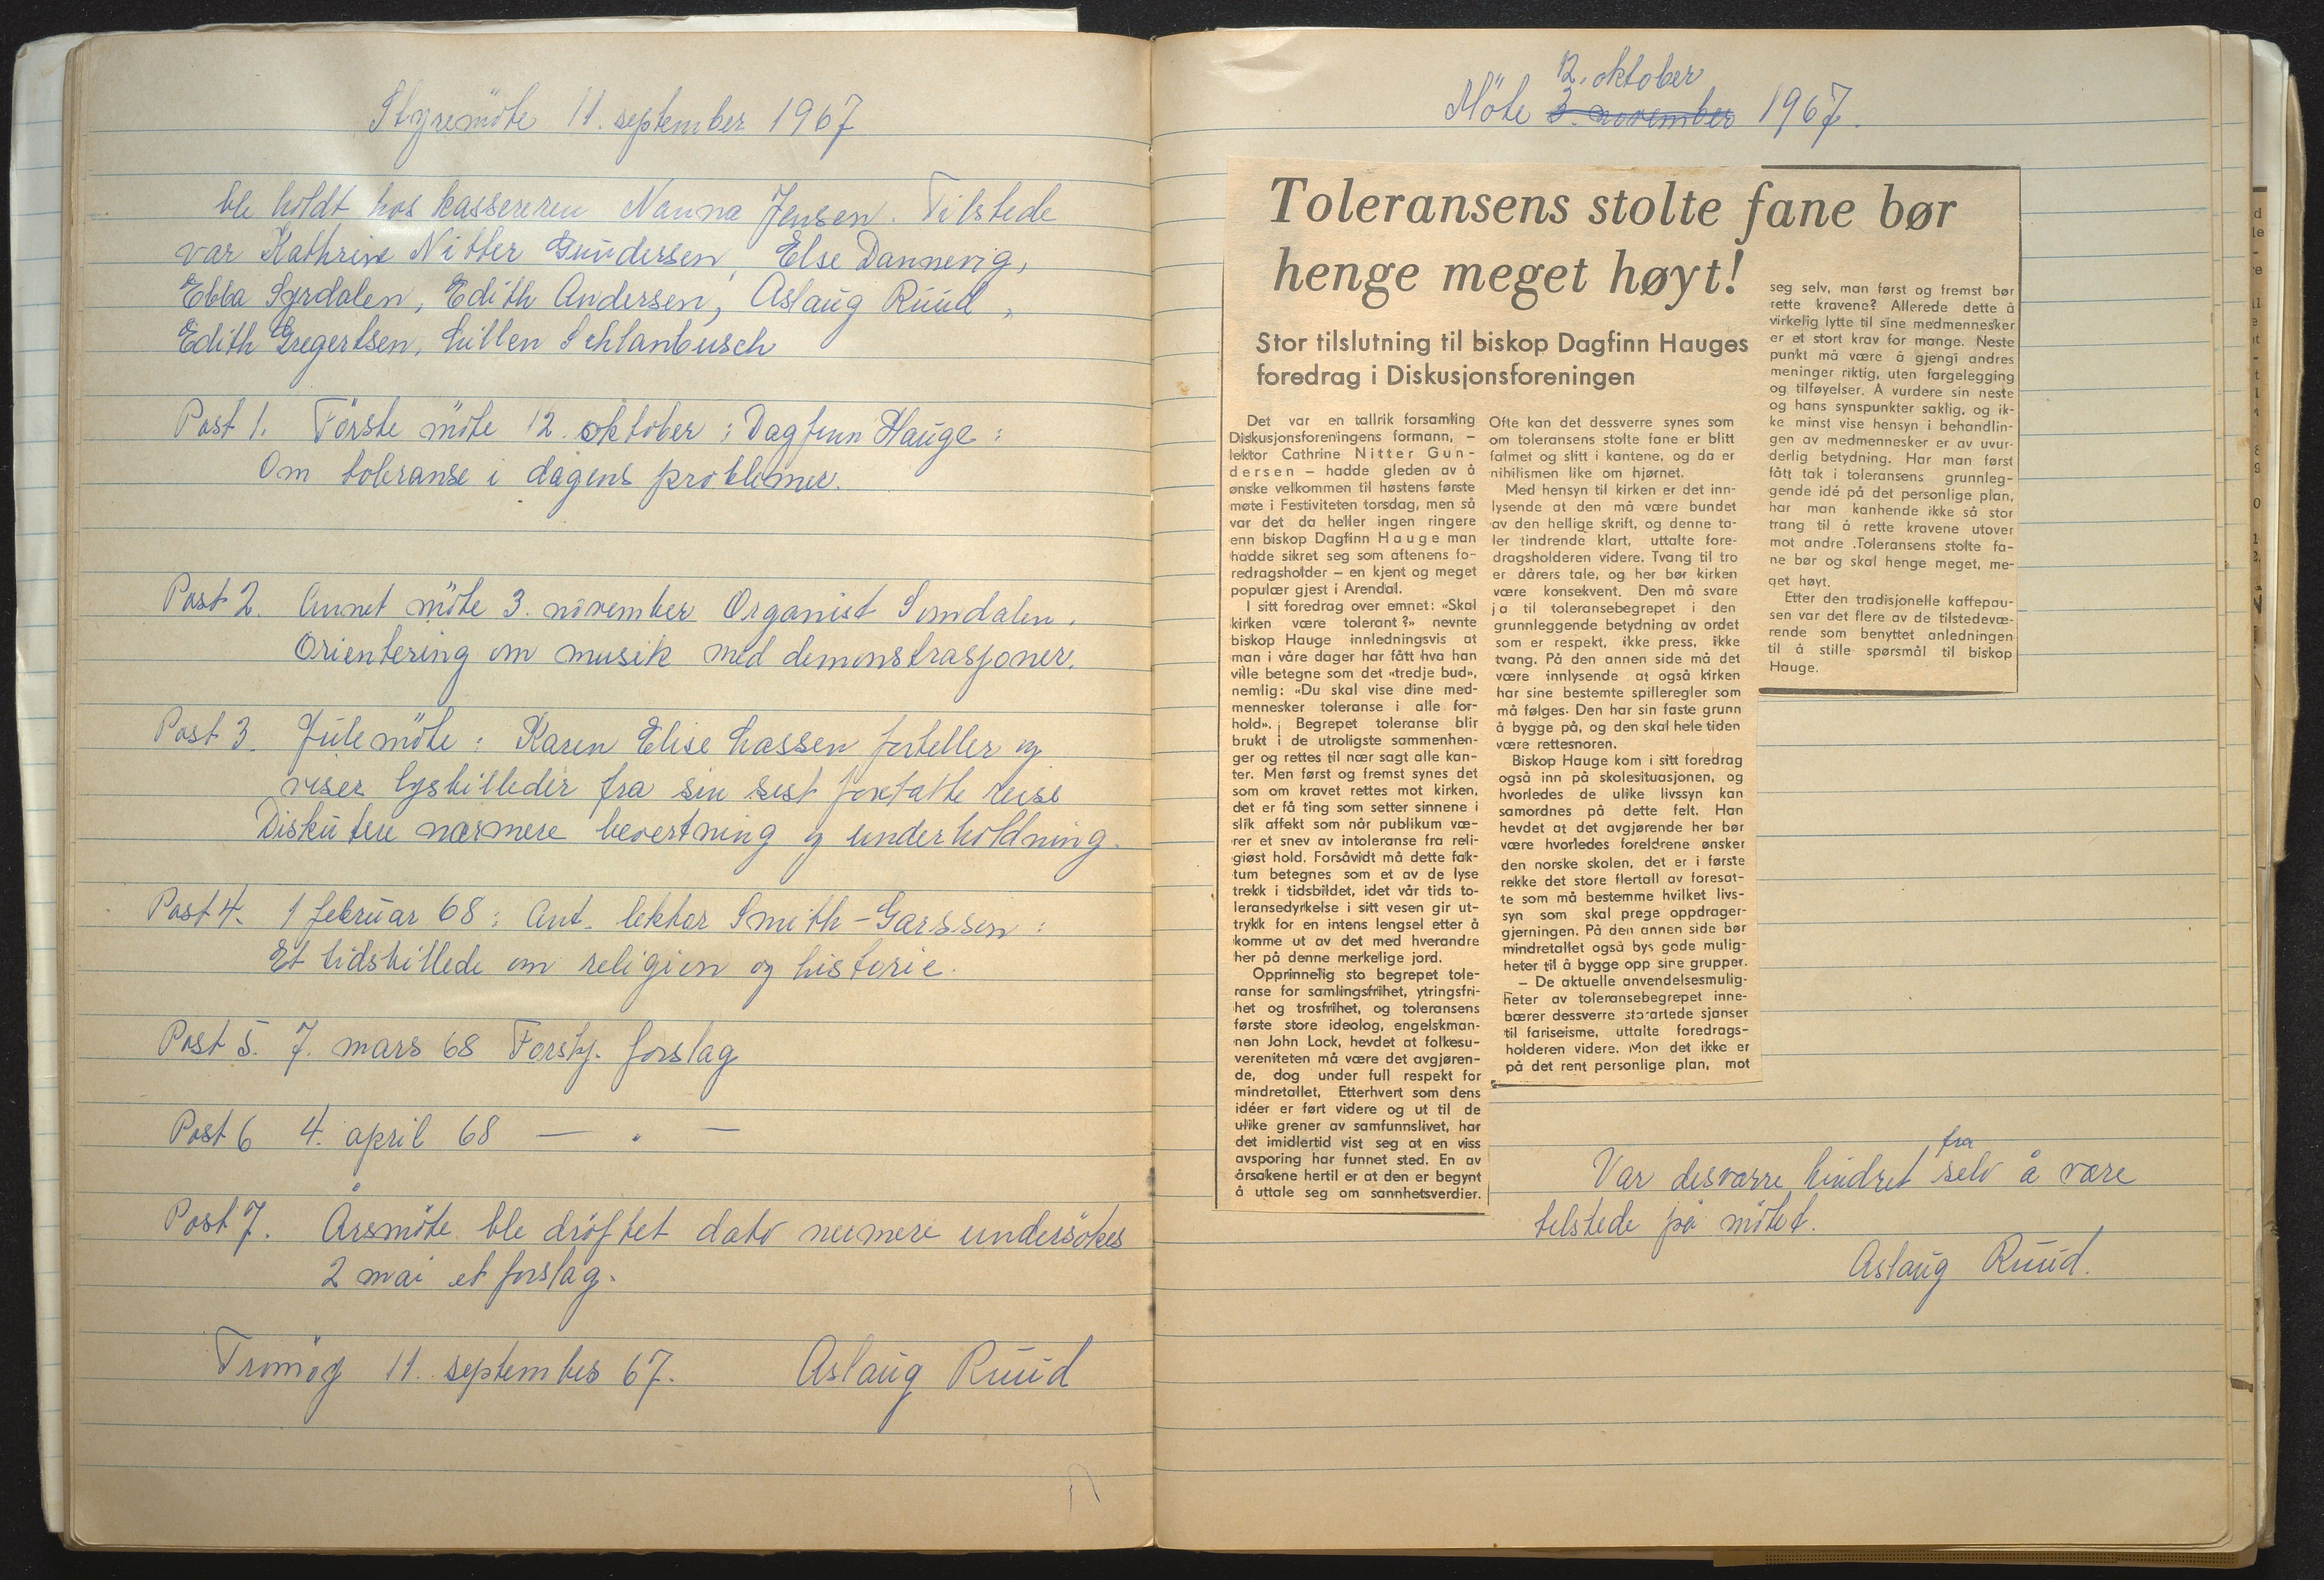 Styremöte 11. september 1967
ble holdt hos kassereren Nanna Jensen. Tilstede
var Kathrine Nitter Gundersen, Else Dannevig,
Ebba Syrdalen, Edith Andersen, Aslaug Ruud,
Edith Gregertsen, Lillen Schlanbusch
Post 1. Förste möte 12. oktober: Dagfinn Hauge:
Om toleranse i dagens problemer.
Post 2. Annet möte 3. november Organist Somdalen.
Orientering om musik med demonstrasjoner.
Post 3. Julemöte: Karen Elise Lassen forteller og
viser lysbilleder fra sin sist foretatte reise
Diskutere nærmere bevertning og underholdning.
Post 4. 1 februar 68: Ant. lektor Smith-Garssen:
Et tidsbillede om religion og historie.
Post 5. 7. mars 68 Forskj. forslag
Post 6 4. april 68 — " —
Post 7. Årsmöte ble dröftet dato nermere undersökes
2 mai et forslag.
Tromöy 11. september 67. Aslaug Ruud
12. oktober
Möte 3. november 1967.
Toleransens stolte fane bør
henge meget høyt!
Stor tilslutning til biskop Dagfinn Hauges
foredrag i Diskusjonsforeningen
Det var en tallrik forsamling
Diskusjonsforeningens formann, –
lektor Cathrine Nitter Gun-
dersen – hadde gleden av å
ønske velkommen til høstens første
møte i Festiviteten torsdag, men så
var det da heller ingen ringere
enn biskop Dagfinn Hauge man
hadde sikret seg som aftenens fo-
redragsholder – en kjent og meget
populær gjest i Arendal.
I sitt foredrag over emnet: «Skal
kirken være tolerant?» nevnte
biskop Hauge innledningsvis at
man i våre dager har fått hva han
ville betegne som det «tredje bud»,
nemlig: «Du skal vise dine med-
mennesker toleranse i alle for-
hold». Begrepet toleranse blir
brukt i de utroligste sammenhen-
ger og rettes til nær sagt alle kan-
ter. Men først og fremst synes det
som om kravet rettes mot kirken,
det er få ting som setter sinnene i
slik affekt som når publikum væ-
rer et snev av intoleranse fra reli-
giøst hold. Forsåvidt må dette fak-
tum betegnes som et av de lyse
trekk i tidsbildet, idet vår tids to-
leransedyrkelse i sitt vesen gir ut-
trykk for en intens lengsel etter å
komme ut av det med hverandre
her på denne merkelige jord.
Opprinnelig sto begrepet tole-
ranse for samlingsfrihet, ytringsfri-
het og trosfrihet, og toleransens
første store ideolog, engelskman-
nen John Lock, hevdet at folkesu-
vereniteten må være det avgjøren-
de, dog under full respekt for
mindretallet. Etterhvert som dens
idéer er ført videre og ut til de
ulike grener av samfunnslivet, har
det imidlertid vist seg at en viss
avsporing har funnet sted. En av
årsakene hertil er at den er begynt
å uttale seg om sannhetsverdier.
Ofte kan det dessverre synes som
om toleransens stolte fane er blitt
falmet og slitt i kantene, og da er
nihilismen like om hjørnet.
Med hensyn til kirken er det inn-
lysende at den må være bundet
av den hellige skrift, og denne ta-
ler tindrende klart, uttalte fore-
dragsholderen videre. Tvang til tro
er dårers tale, og her bør kirken
være konsekvent. Den må svare
ja til toleransebegrepet i den
grunnleggende betydning av ordet
som er respekt, ikke press, ikke
tvang. På den annen side må det
være innlysende at også kirken
har sine bestemte spilleregler som
må følges. Den har sin faste grunn
å bygge på, og den skal hele tiden
være rettesnoren.
Biskop Hauge kom i sitt foredrag
også inn på skolesituasjonen, og
hvorledes de ulike livssyn kan
samordnes på dette felt. Han
hevdet at det avgjørende her bør
være hvorledes foreldrene ønsker
den norske skolen, det er i første
rekke det store flertall av foresat-
te som må bestemme hvilket livs-
syn som skal prege oppdrager-
gjerningen. På den annen side bør
mindretallet også bys gode mulig-
heter til å bygge opp sine grupper.
– De aktuelle anvendelsesmulig-
heter av toleransebegrepet inne-
bærer dessverre storartede sjanser
til fariseisme, uttalte foredrags-
holderen videre. Mon det ikke er
på det rent personlige plan, mot
seg selv, man først og fremst bør
rette kravene? Allerede dette å
virkelig lytte til sine medmennesker
er et stort krav for mange. Neste
punkt må være å gjengi andres
meninger riktig, uten fargelegging
og tilføyelser. Å vurdere sin neste
og hans synspunkter saklig, og ik-
ke minst vise hensyn i behandlin-
gen av medmennesker er av uvur-
derlig betydning. Har man først
fått tak i toleransens grunnleg-
gende idé på det personlige plan,
har man kanhende ikke så stor
trang til å rette kravene utover
mot andre .Toleransens stolte fa-
ne bør og skal henge meget, me-
get høyt.
Etter den tradisjonelle kaffepau-
sen var det flere av de tilstedevæ-
rende som benyttet anledningen
til å stille spørsmål til biskop
Hauge.
Var desværre hindret fra selv å være
tilstede på mötet.
Aslaug Ruud.